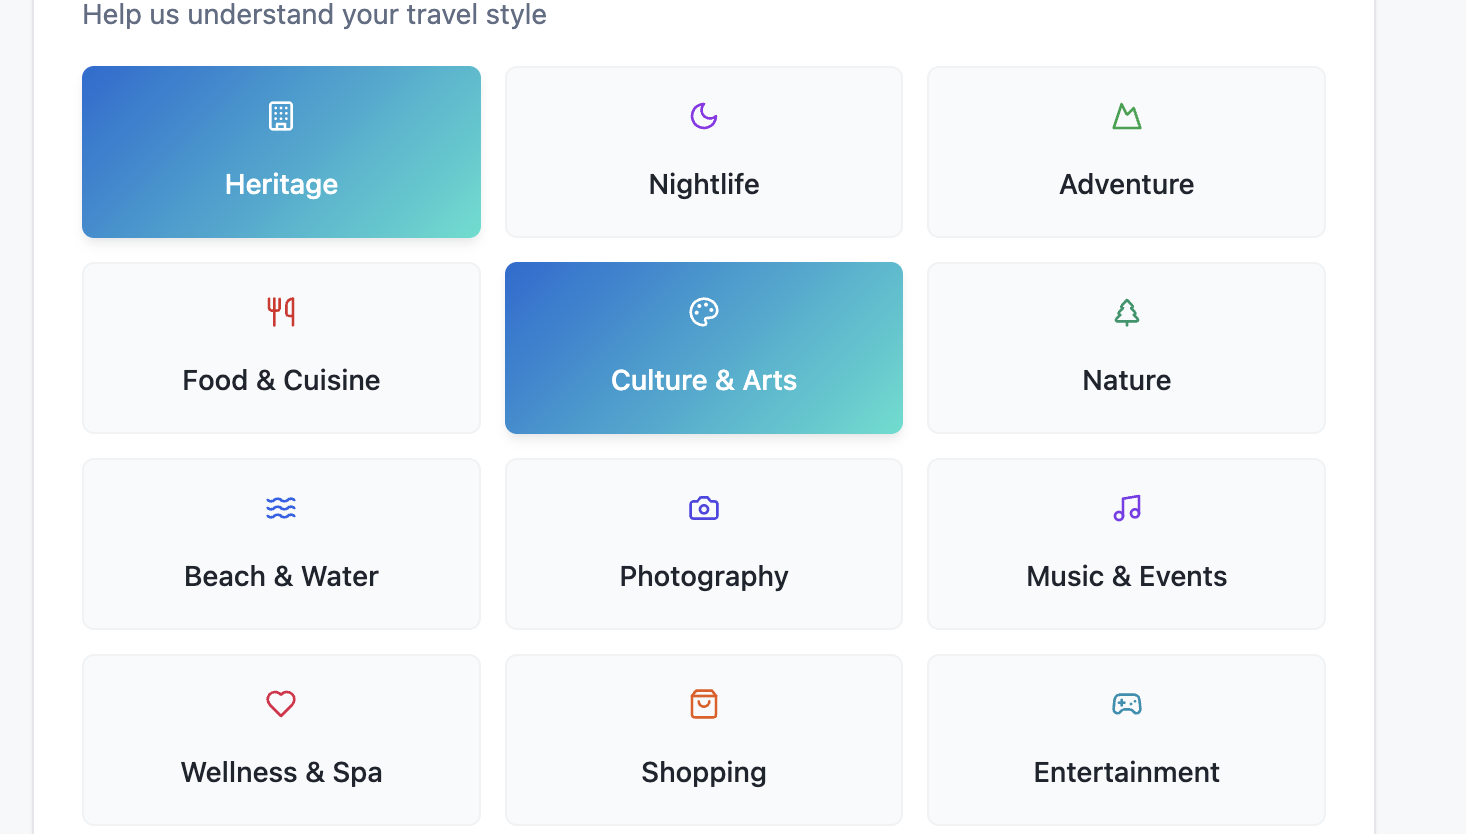 Help us understand your travel style
Heritage
Nightlife
Adventure
Food & Cuisine
Culture & Arts
Nature
Beach & Water
Photography
Music & Events
Wellness & Spa
Shopping
Entertainment